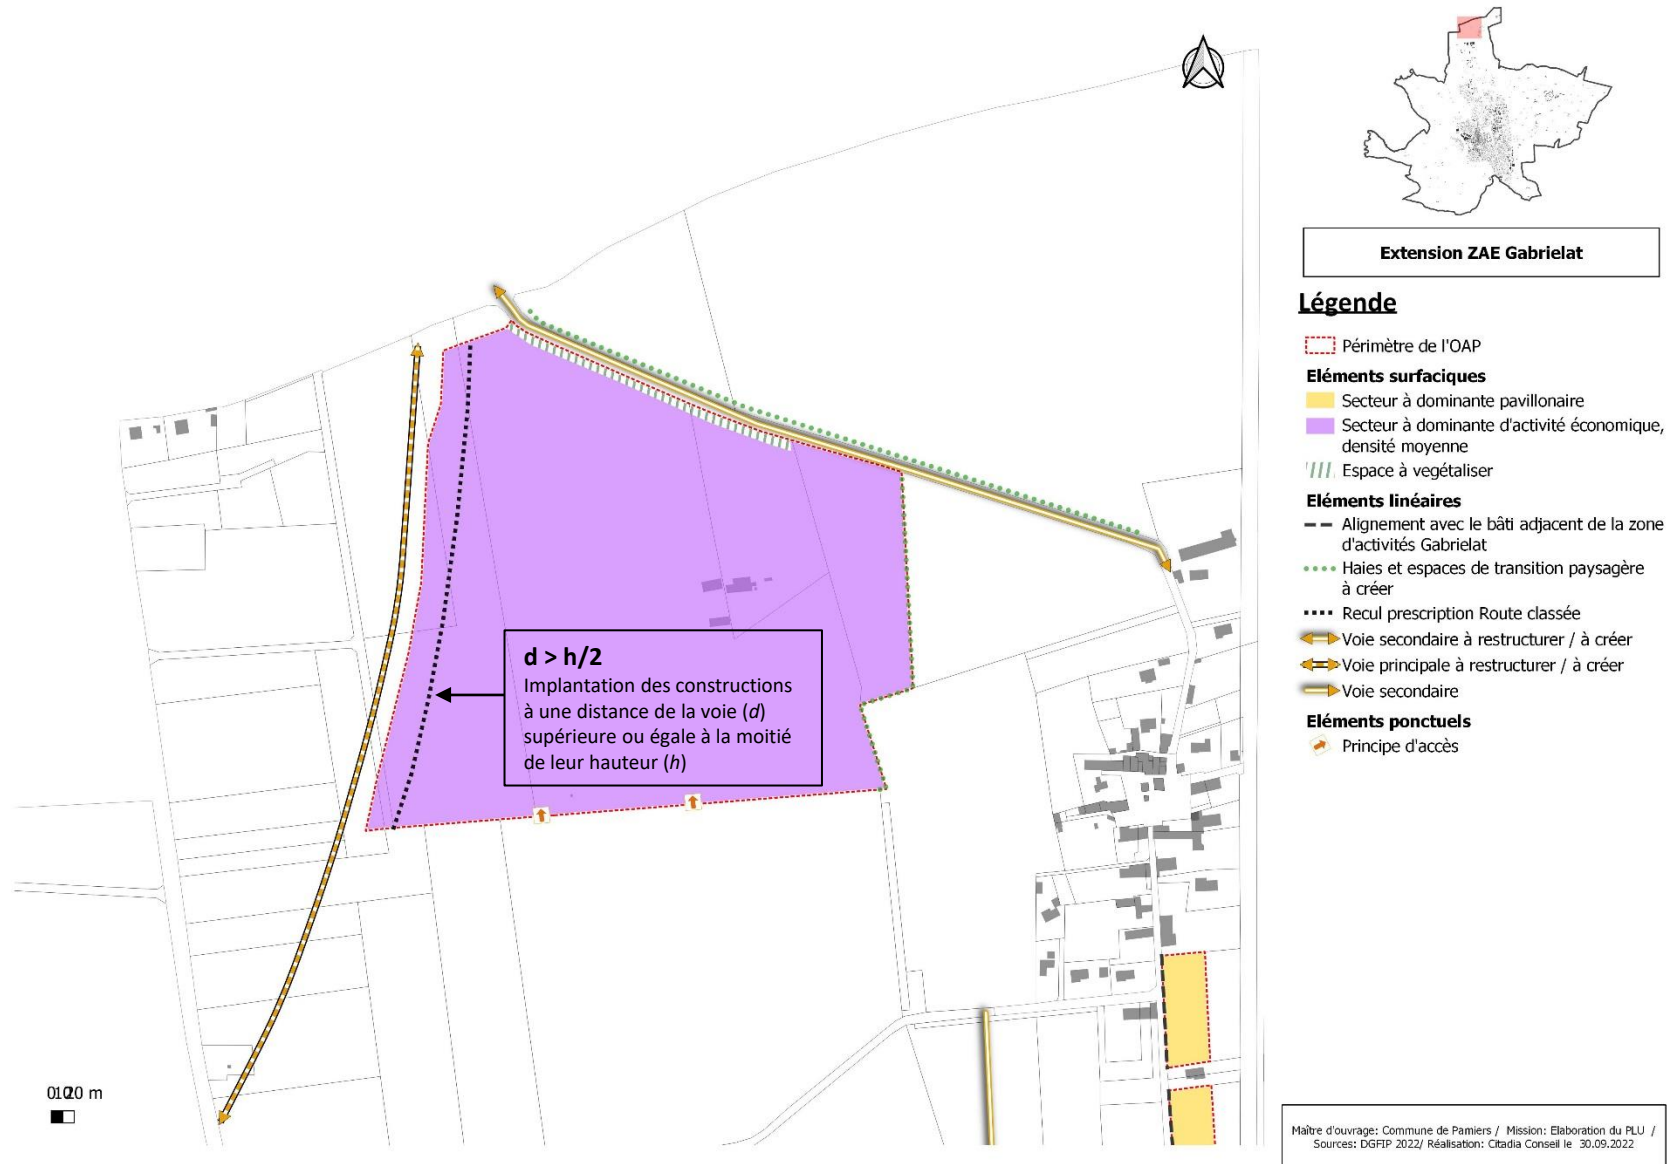 Extension ZAE Gabrielat
Légende
Périmètre de l'OAP
Eléments surfaciques
Secteur à dominante pavillonaire
Secteur à dominante d'activité économique,
densité moyenne
Espace à vegétaliser
Eléments linéaires
Alignement avec le bâti adjacent de la zone
d'activités Gabrielat
Haies et espaces de transition paysagère
à créer
Recul prescription Route classée
Voie secondaire à restructurer / à créer
Voie principale à restructurer / à créer
Voie secondaire
Eléments ponctuels
Principe d'accès
d > h/2
Implantation des constructions
à une distance de la voie (d)
supérieure ou égale à la moitié
de leur hauteur (h)
0 10 20 m
Maître d'ouvrage: Commune de Pamiers / Mission: Elaboration du PLU /
Sources: DGFIP 2022/ Réalisation: Citadia Conseil le 30.09.2022